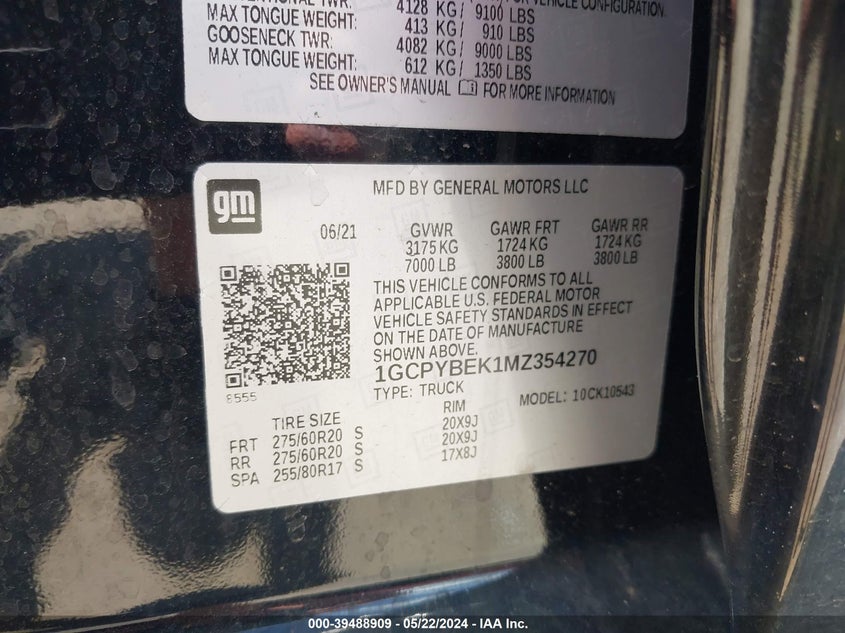 TWR: 4128 KG / 9100 LBS
FOR VEHICLE CONFIGURATION.
MAX TONGUE WEIGHT: 413 KG / 910 LBS
GOOSENECK TWR: 4082 KG / 9000 LBS
MAX TONGUE WEIGHT: 612 KG / 1350 LBS
SEE OWNER'S MANUAL FOR MORE INFORMATION
gm
MFD BY GENERAL MOTORS LLC
06/21 GVWR GAWR FRT GAWR RR
3175 KG 1724 KG 1724 KG
7000 LB 3800 LB 3800 LB
THIS VEHICLE CONFORMS TO ALL
APPLICABLE U.S. FEDERAL MOTOR
VEHICLE SAFETY STANDARDS IN EFFECT
ON THE DATE OF MANUFACTURE
SHOWN ABOVE.
1GCPYBEK1MZ354270
8555
TYPE: TRUCK MODEL: 10CK10543
TIRE SIZE RIM
FRT 275/60R20 S 20X9J
RR 275/60R20 S 20X9J
SPA 255/80R17 S 17X8J
000-39488909 - 05/22/2024 - IAA Inc.